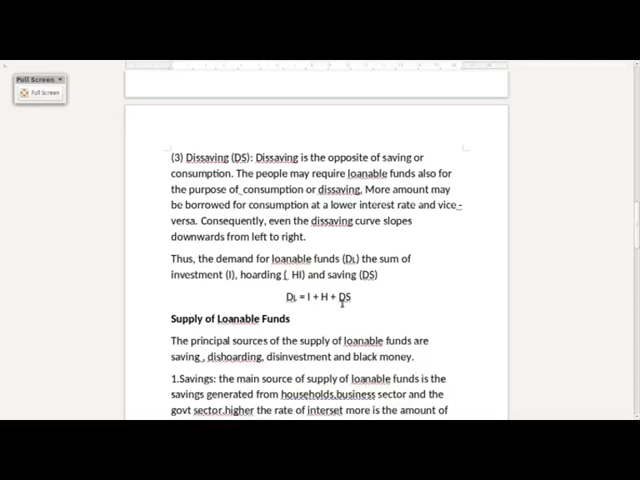 Full Screen
Full Screen
(3) Dissaving (DS): Dissaving is the opposite of saving or
consumption. The people may require loanable funds also for
the purpose of consumption or dissaving. More amount may
be borrowed for consumption at a lower interest rate and vice -
versa. Consequently, even the dissaving curve slopes
downwards from left to right.
Thus, the demand for loanable funds (DL) the sum of
investment (I), hoarding ( HI) and saving (DS)
DL = I + H + DS
Supply of Loanable Funds
The principal sources of the supply of loanable funds are
saving , dishoarding, disinvestment and black money.
1.Savings: the main source of supply of loanable funds is the
savings generated from households,business sector and the
govt sector.higher the rate of interset more is the amount of